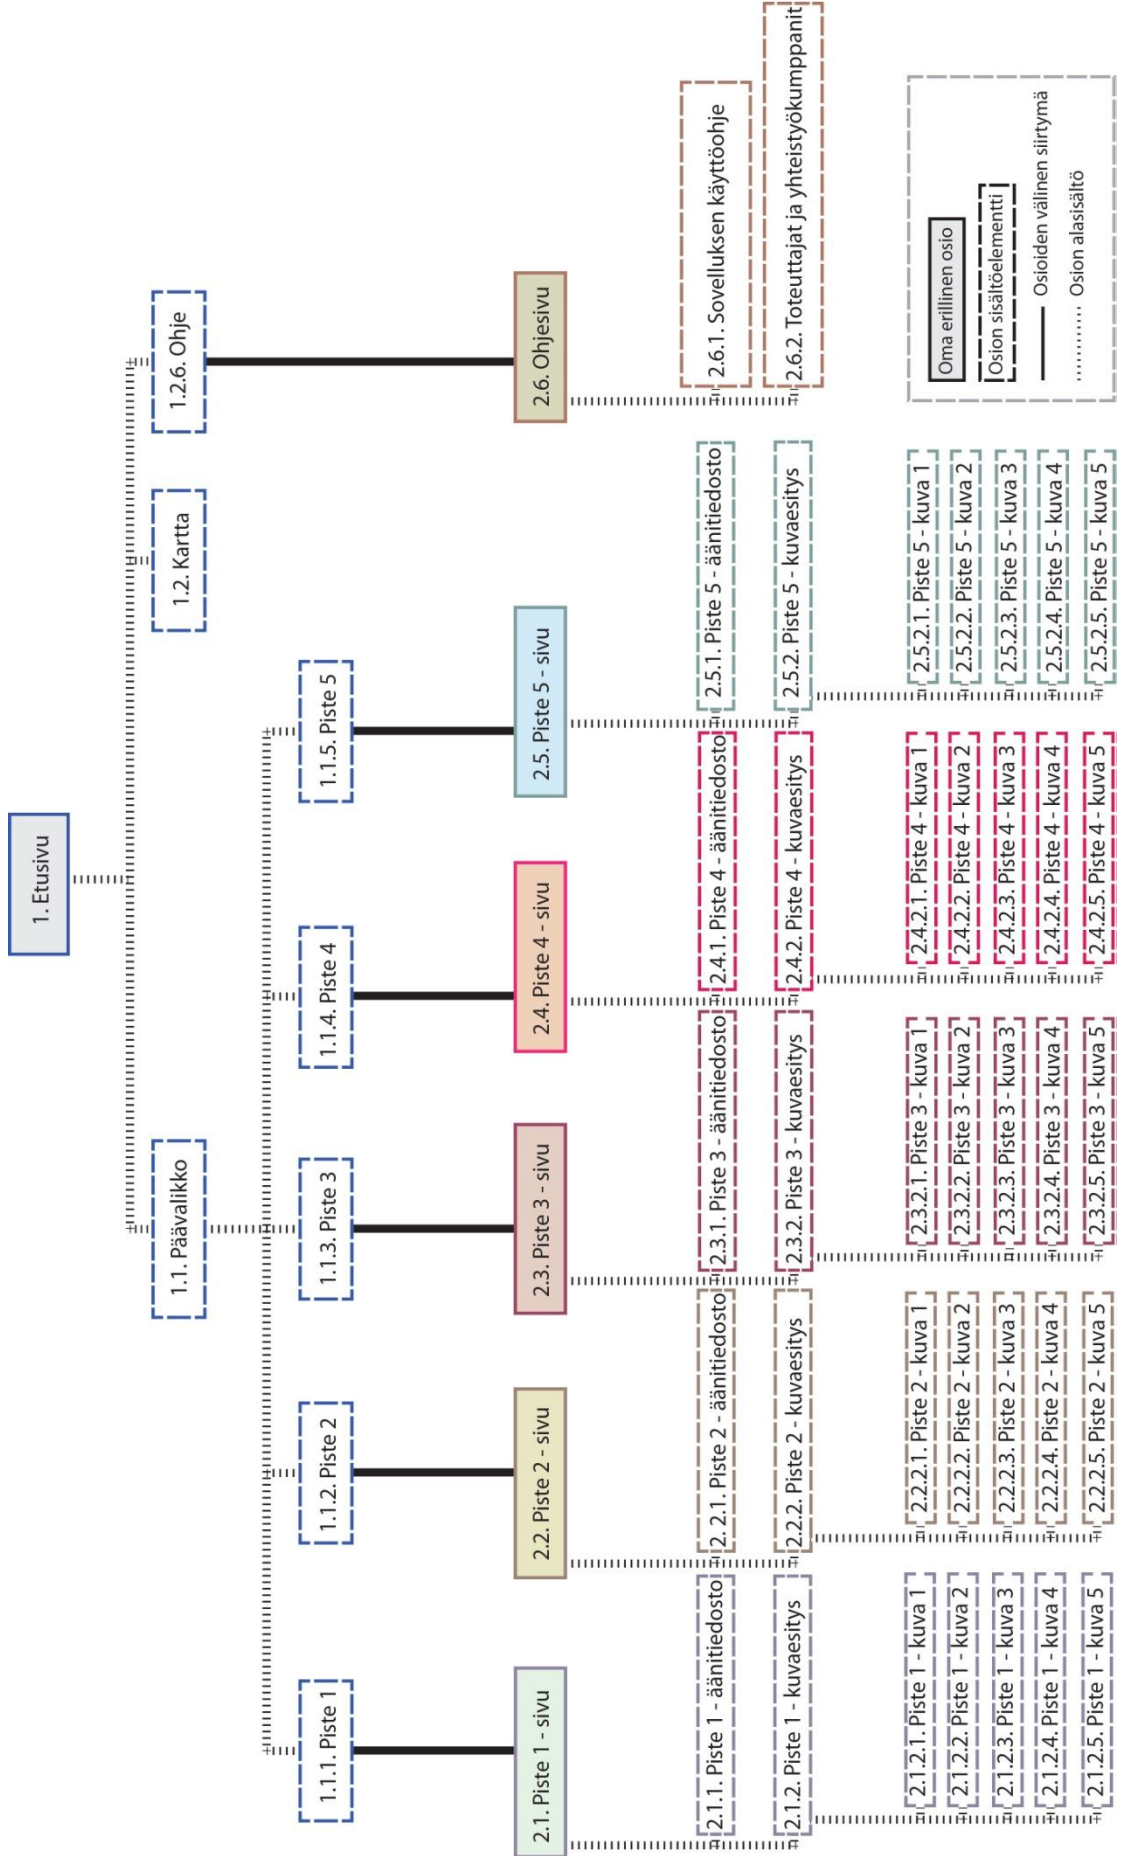 1. Etusivu
1.1. Päävalikko
1.2. Kartta
1.2.6. Ohje
1.1.1. Piste 1
1.1.2. Piste 2
1.1.3. Piste 3
1.1.4. Piste 4
1.1.5. Piste 5
2.1. Piste 1 - sivu
2.2. Piste 2 - sivu
2.3. Piste 3 - sivu
2.4. Piste 4 - sivu
2.5. Piste 5 - sivu
2.6. Ohjesivu
2.1.1. Piste 1 - äänitiedosto
2.1.2. Piste 1 - kuvaesitys
2.1.2.1. Piste 1 - kuva 1
2.1.2.2. Piste 1 - kuva 2
2.1.2.3. Piste 1 - kuva 3
2.1.2.4. Piste 1 - kuva 4
2.1.2.5. Piste 1 - kuva 5
2. 2.1. Piste 2 - äänitiedosto
2.2.2. Piste 2 - kuvaesitys
2.2.2.1. Piste 2 - kuva 1
2.2.2.2. Piste 2 - kuva 2
2.2.2.3. Piste 2 - kuva 3
2.2.2.4. Piste 2 - kuva 4
2.2.2.5. Piste 2 - kuva 5
2.3.1. Piste 3 - äänitiedosto
2.3.2. Piste 3 - kuvaesitys
2.3.2.1. Piste 3 - kuva 1
2.3.2.2. Piste 3 - kuva 2
2.3.2.3. Piste 3 - kuva 3
2.3.2.4. Piste 3 - kuva 4
2.3.2.5. Piste 3 - kuva 5
2.4.1. Piste 4 - äänitiedosto
2.4.2. Piste 4 - kuvaesitys
2.4.2.1. Piste 4 - kuva 1
2.4.2.2. Piste 4 - kuva 2
2.4.2.3. Piste 4 - kuva 3
2.4.2.4. Piste 4 - kuva 4
2.4.2.5. Piste 4 - kuva 5
2.5.1. Piste 5 - äänitiedosto
2.5.2. Piste 5 - kuvaesitys
2.5.2.1. Piste 5 - kuva 1
2.5.2.2. Piste 5 - kuva 2
2.5.2.3. Piste 5 - kuva 3
2.5.2.4. Piste 5 - kuva 4
2.5.2.5. Piste 5 - kuva 5
2.6.1. Sovelluksen käyttöohje
2.6.2. Toteuttajat ja yhteistyökumppanit
Oma erillinen osio
Osion sisältöelementti
Osioiden välinen siirtymä
Osion alasisältö